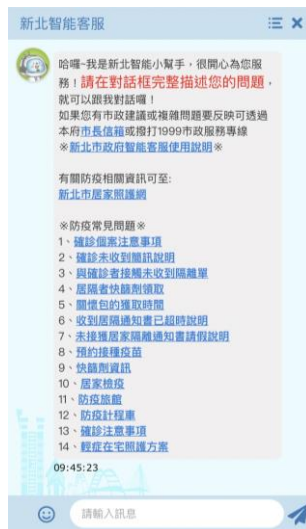 新北智能客服
哈囉~我是新北智能小幫手，很開心為您服
務！請在對話框完整描述您的問題，
就可以跟我對話囉！
如果您有市政建議或複雜問題要反映可透過
本府市長信箱或撥打1999市政服務專線
※新北市政府智能客服使用說明※
有關防疫相關資訊可至:
新北市居家照護網
※防疫常見問題※
1、確診個案注意事項
2、確診未收到簡訊說明
3、與確診者接觸未收到隔離單
4、居隔者快篩劑領取
5、關懷包的獲取時間
6、收到居隔通知書已超時說明
7、未接獲居家隔離通知書請假說明
8、預約接種疫苗
9、快篩劑資訊
10、居家檢疫
11、防疫旅館
12、防疫計程車
13、確診注意事項
14、輕症在宅照護方案
09:45:23
請輸入訊息